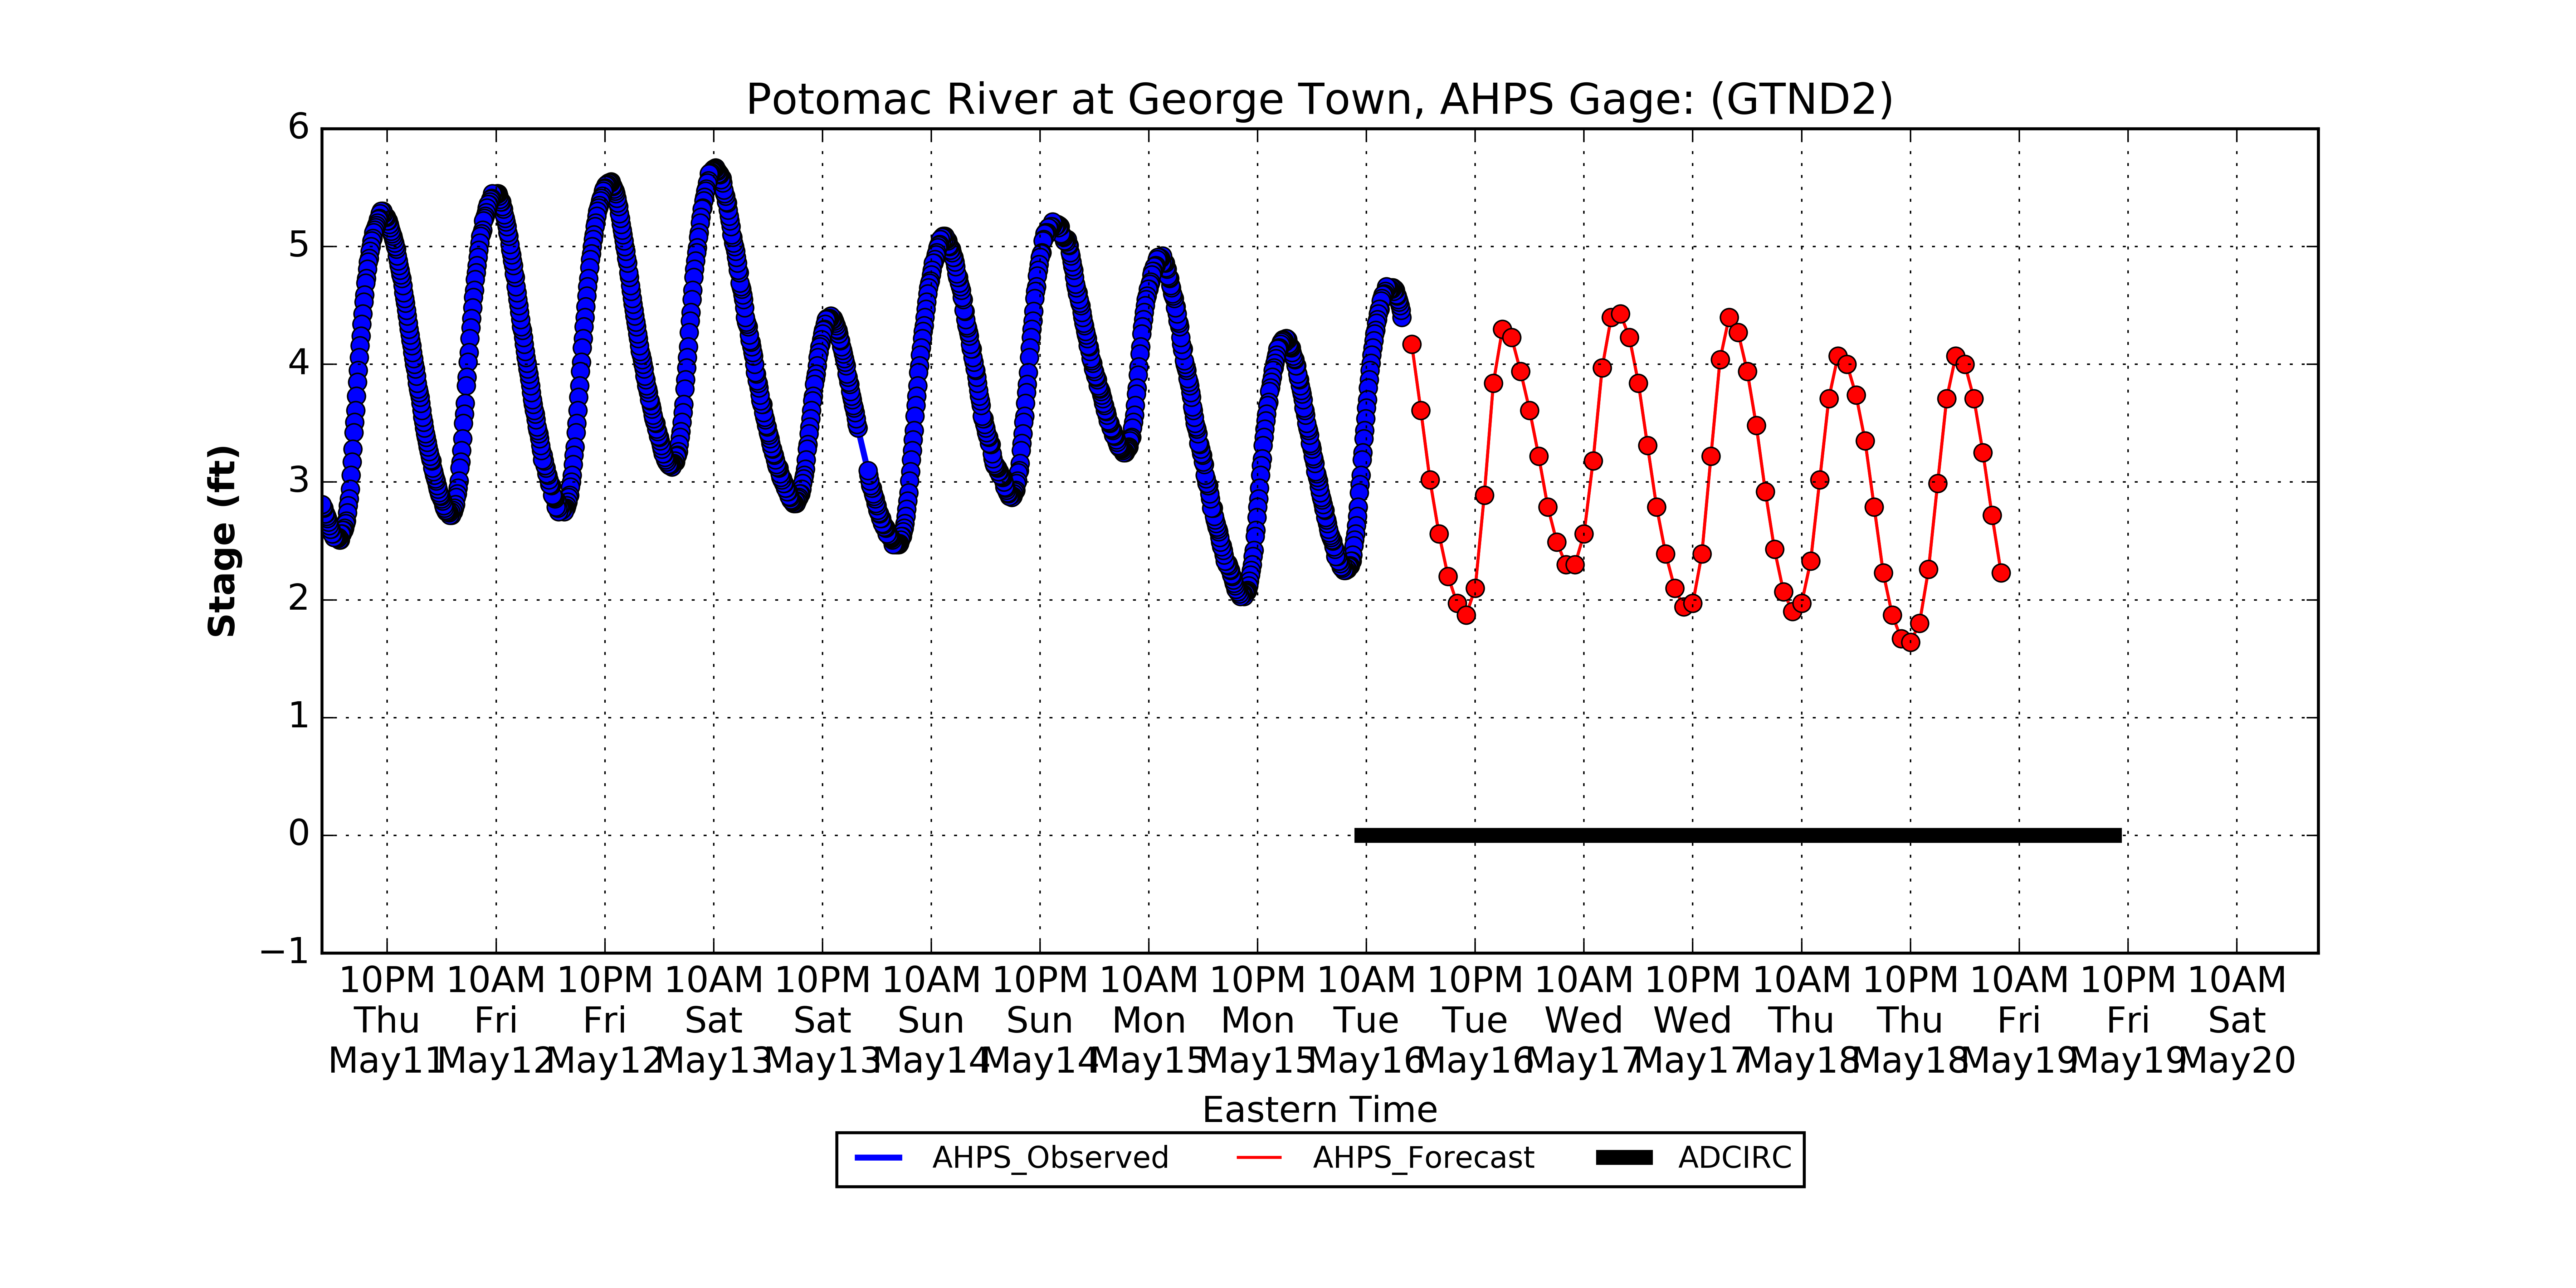 Potomac River at George Town, AHPS Gage: (GTND2)
6
5
4
3
2
1
0
−1
Stage (ft)
10PM 10AM 10PM 10AM 10PM 10AM 10PM 10AM 10PM 10AM 10PM 10AM 10PM 10AM 10PM 10AM 10PM 10AM
Thu Fri Fri Sat Sat Sun Sun Mon Mon Tue Tue Wed Wed Thu Thu Fri Fri Sat
May11 May12 May12 May13 May13 May14 May14 May15 May15 May16 May16 May17 May17 May18 May18 May19 May19 May20
Eastern Time
AHPS_Observed AHPS_Forecast ADCIRC